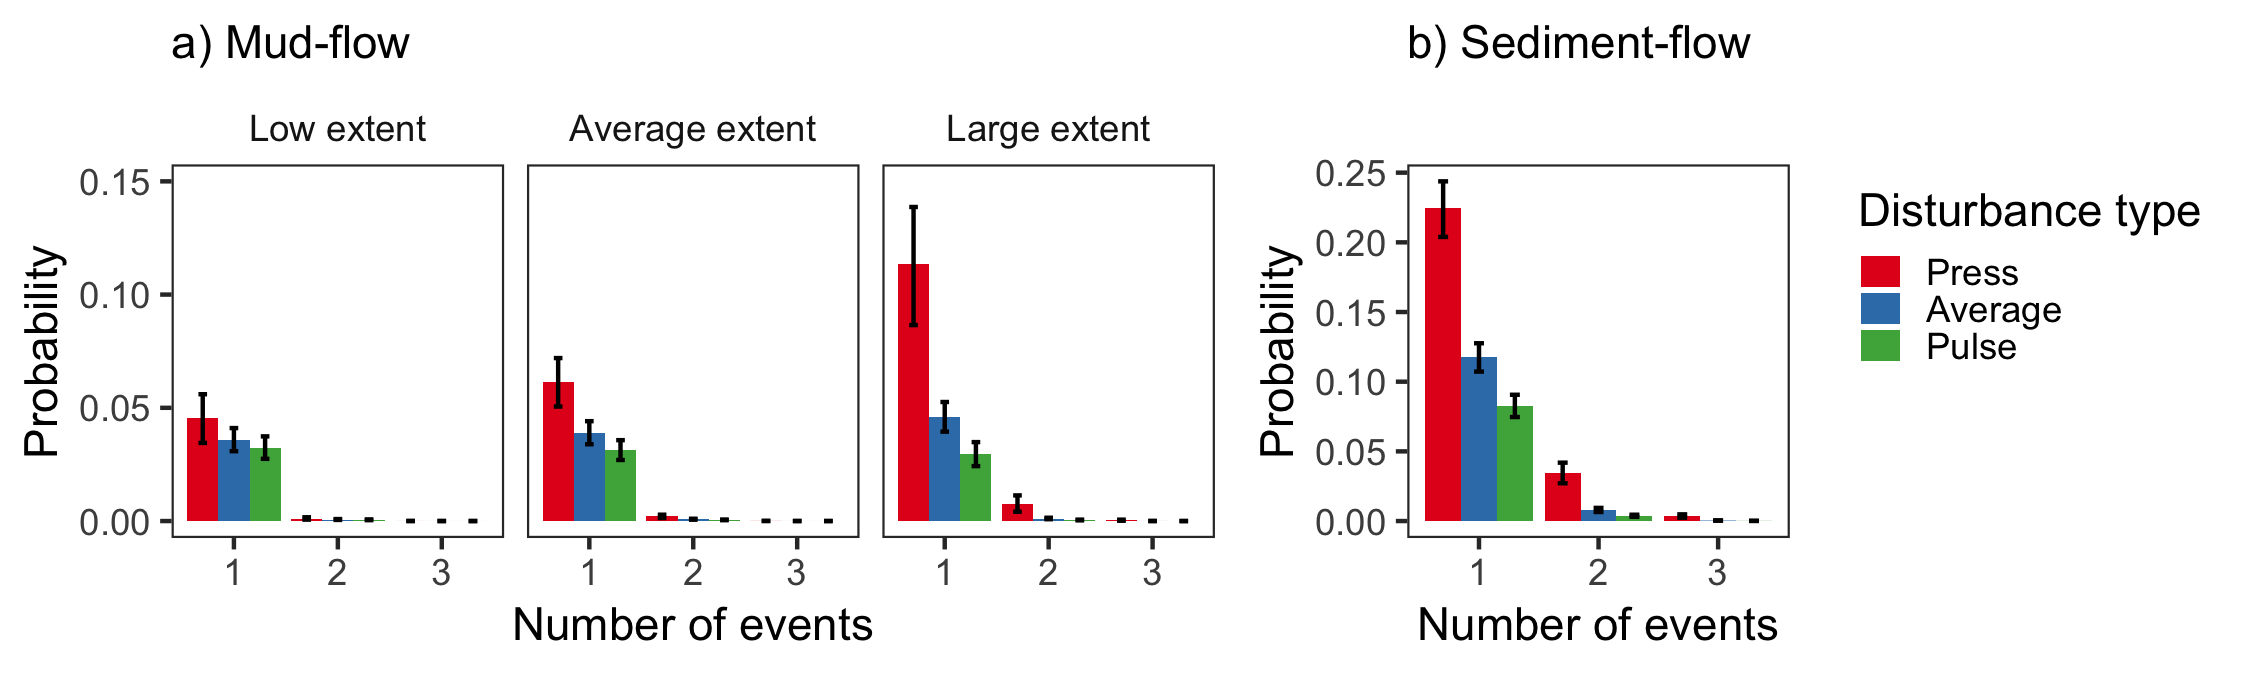 a) Mud-flow
b) Sediment-flow
Low extent
Average extent
Large extent
Probability
0.15
0.10
0.05
0.00
1 2 3
1 2 3
1 2 3
Number of events
Probability
0.25
0.20
0.15
0.10
0.05
0.00
1 2 3
Number of events
Disturbance type
Press
Average
Pulse